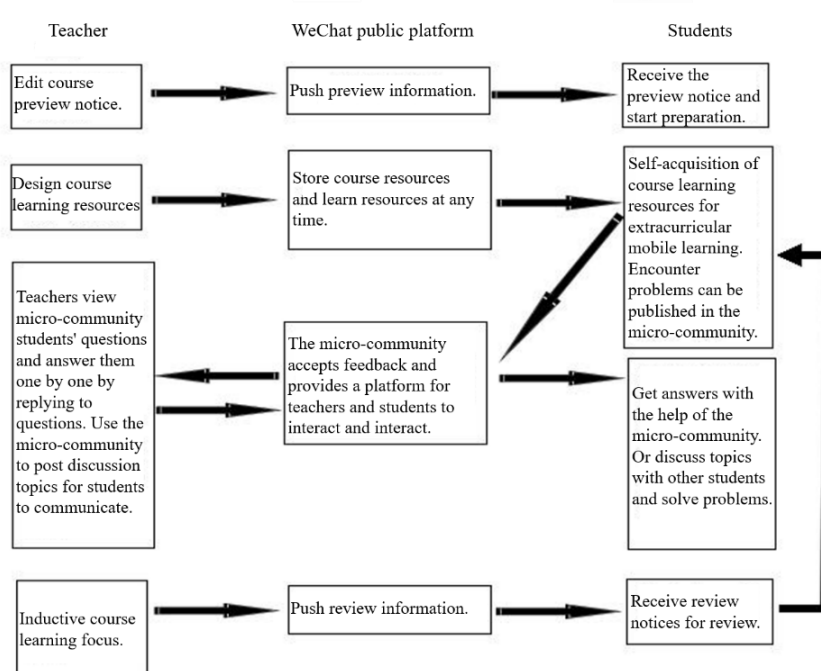 Teacher
WeChat public platform
Students
Edit course
preview notice.
Push preview information.
Receive the
preview notice and
start preparation.
Design course
learning resources
Store course resources
and learn resources at any
time.
Self-acquisition of
course learning
resources for
extracurricular
mobile learning.
Encounter
problems can be
published in the
micro-community.
Teachers view
micro-community
students' questions
and answer them
one by one by
replying to
questions. Use the
micro-community
to post discussion
topics for students
to communicate.
The micro-community
accepts feedback and
provides a platform for
teachers and students to
interact and interact.
Get answers with
the help of the
micro-community.
Or discuss topics
with other students
and solve problems.
Inductive course
learning focus.
Push review information.
Receive review
notices for review.